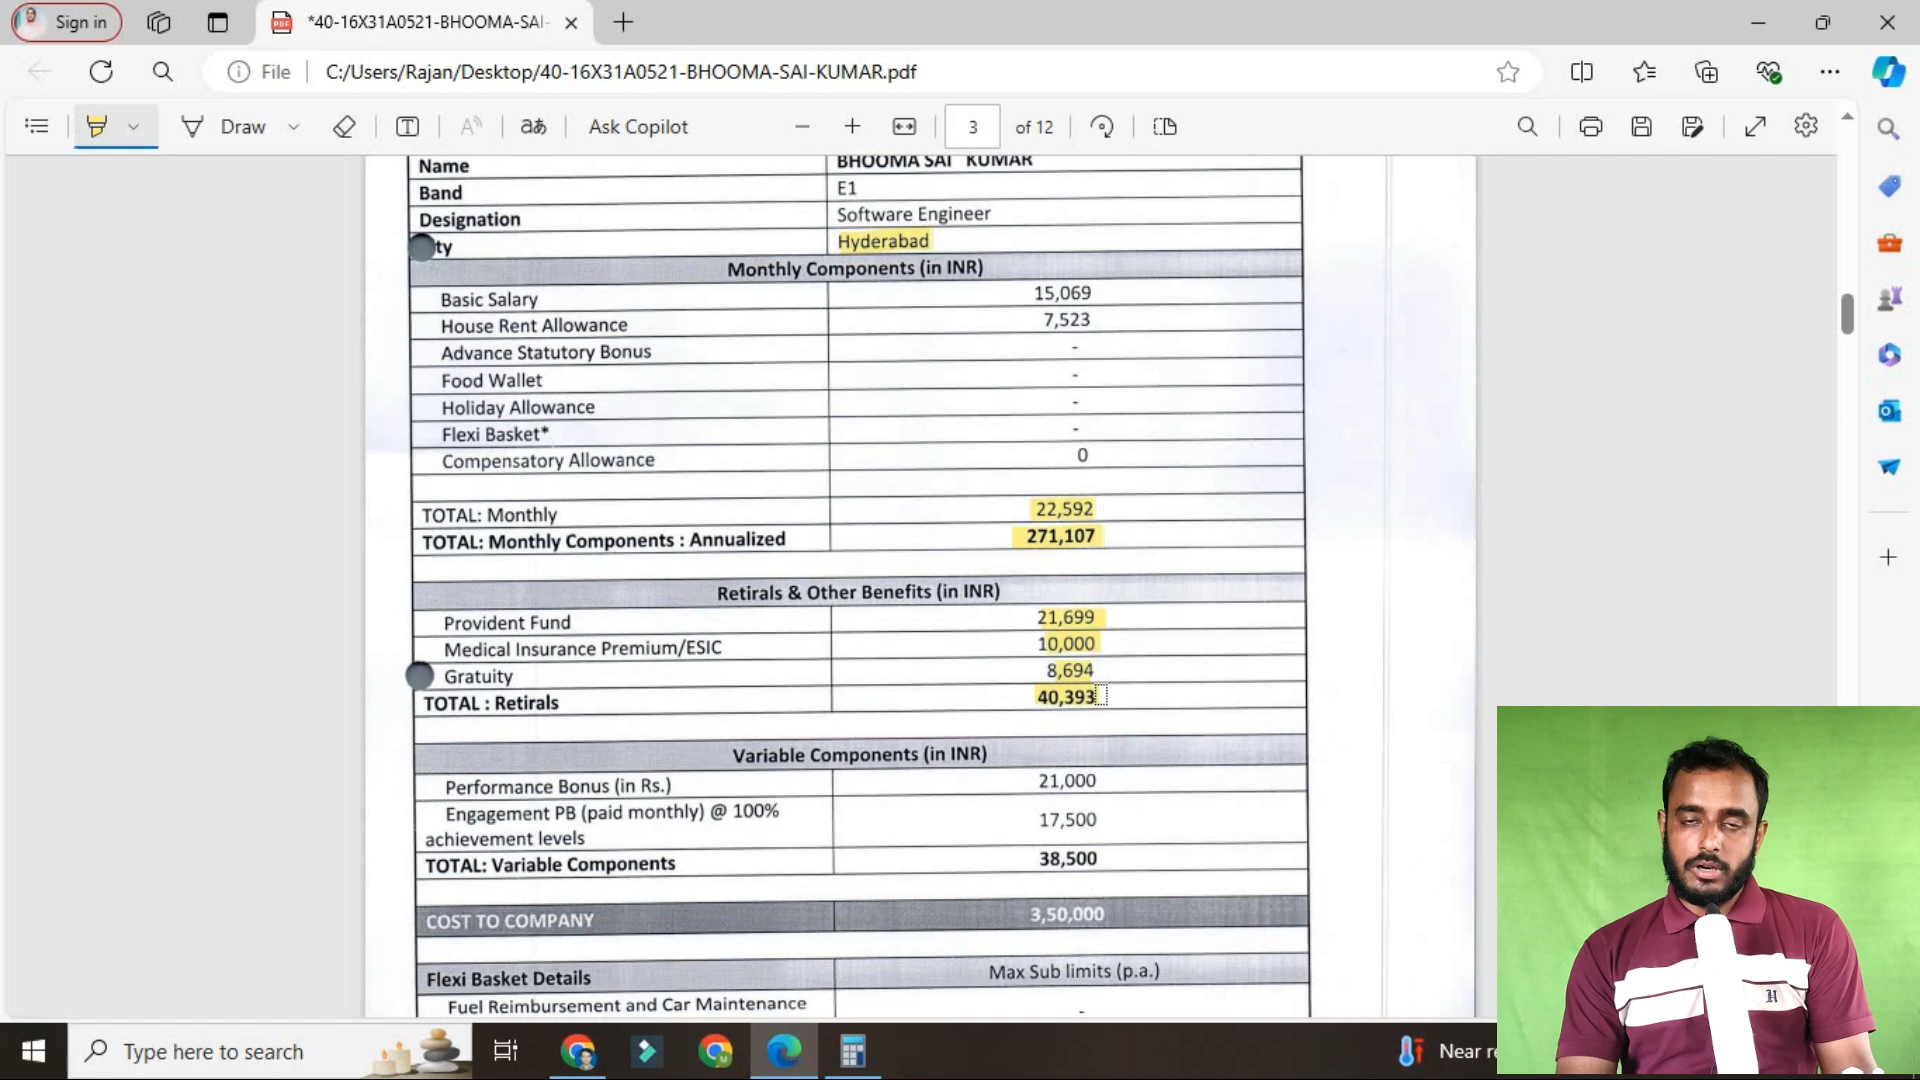 Sign in
*40-16X31A0521-BHOOMA-SAI-
File C:/Users/Rajan/Desktop/40-16X31A0521-BHOOMA-SAI-KUMAR.pdf
Draw
Ask Copilot
3 of 12
Name BHOOMA SAI KUMAR
Band E1
Designation Software Engineer
ty Hyderabad
Monthly Components (in INR)
Basic Salary 15,069
House Rent Allowance 7,523
Advance Statutory Bonus -
Food Wallet -
Holiday Allowance -
Flexi Basket* -
Compensatory Allowance 0
TOTAL: Monthly 22,592
TOTAL: Monthly Components : Annualized 271,107
Retirals & Other Benefits (in INR)
Provident Fund 21,699
Medical Insurance Premium/ESIC 10,000
Gratuity 8,694
TOTAL : Retirals 40,393
Variable Components (in INR)
Performance Bonus (in Rs.) 21,000
Engagement PB (paid monthly) @ 100%
achievement levels 17,500
TOTAL: Variable Components 38,500
COST TO COMPANY 3,50,000
Flexi Basket Details Max Sub limits (p.a.)
Fuel Reimbursement and Car Maintenance -
Type here to search
Near
H